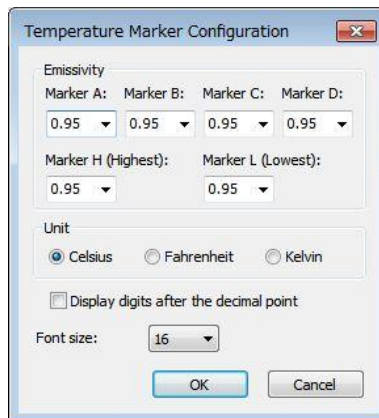 Temperature Marker Configuration
Emissivity
Marker A: Marker B: Marker C: Marker D:
0.95 0.95 0.95 0.95
Marker H (Highest): Marker L (Lowest):
0.95 0.95
Unit
Celsius Fahrenheit Kelvin
Display digits after the decimal point
Font size: 16
OK Cancel